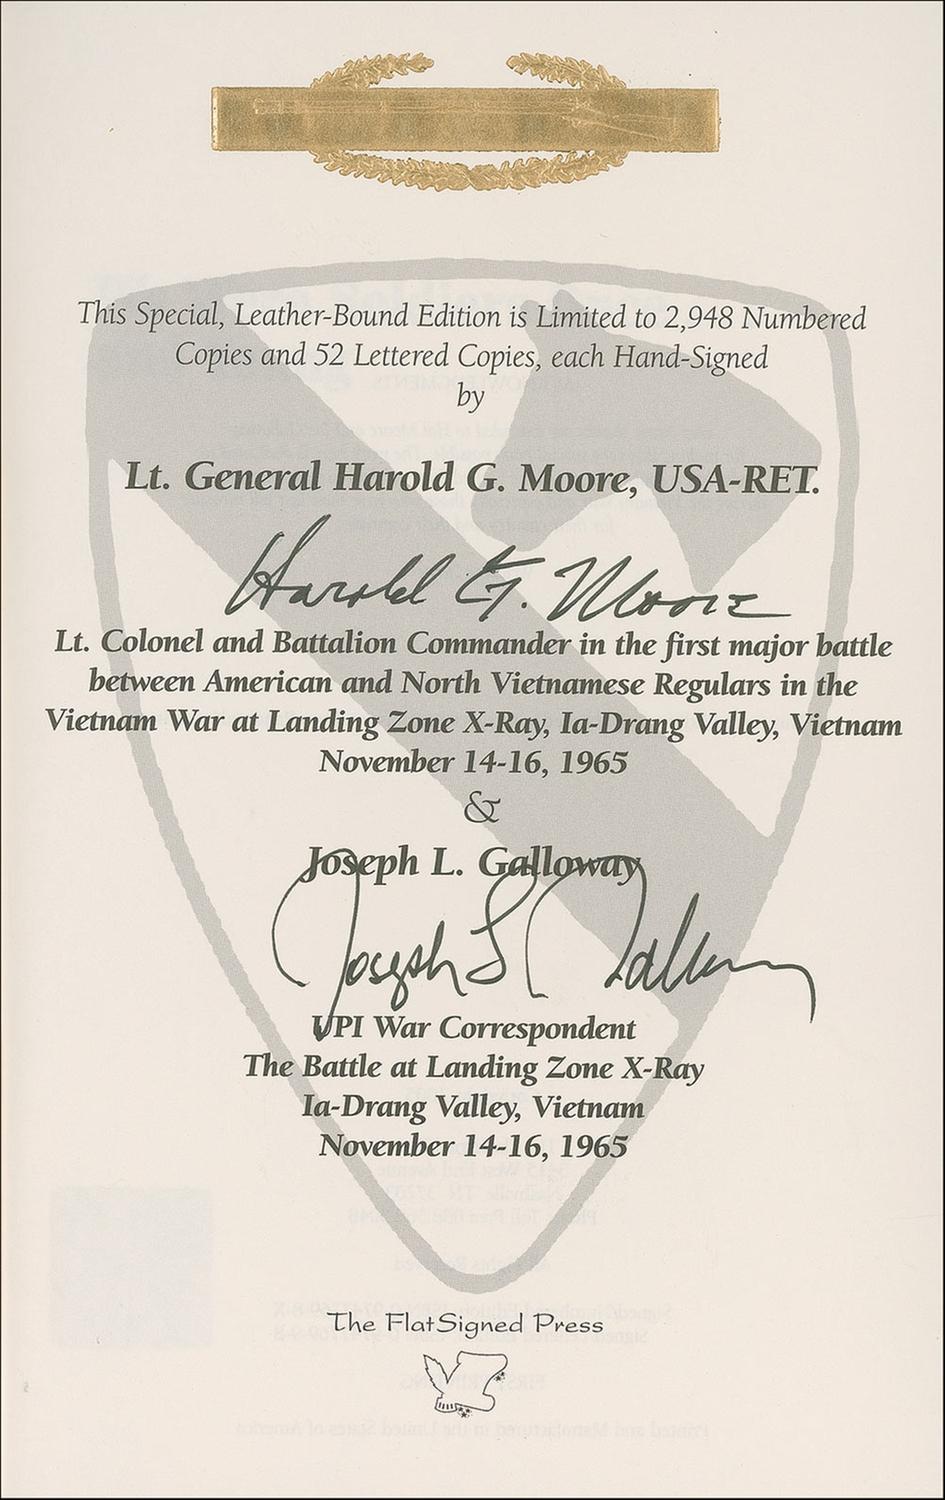 This Special, Leather-Bound Edition is Limited to 2,948 Numbered
Copies and 52 Lettered Copies, each Hand-Signed
by
Lt. General Harold G. Moore, USA-RET.
Harold G. Moore
Lt. Colonel and Battalion Commander in the first major battle
between American and North Vietnamese Regulars in the
Vietnam War at Landing Zone X-Ray, Ia-Drang Valley, Vietnam
November 14-16, 1965
&
Joseph L. Galloway
Joseph L Galloway
UPI War Correspondent
The Battle at Landing Zone X-Ray
Ia-Drang Valley, Vietnam
November 14-16, 1965
The FlatSigned Press